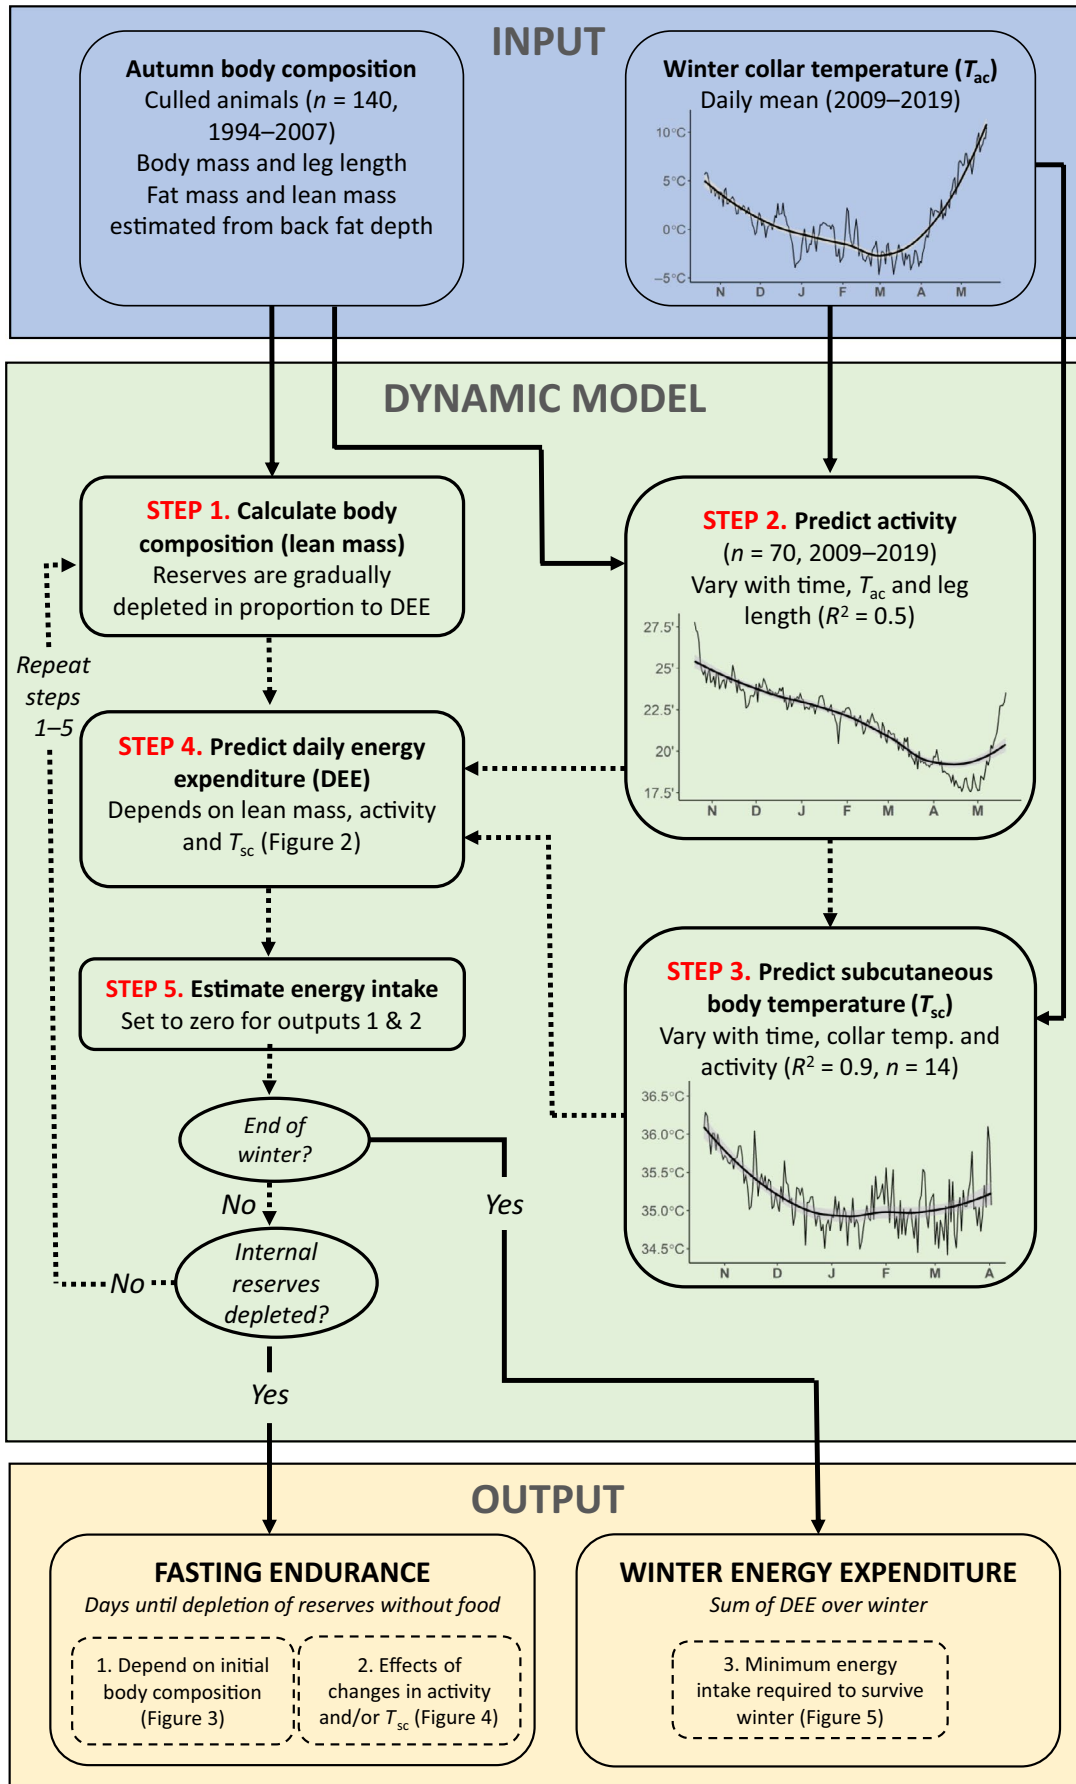 INPUT
Autumn body composition
Culled animals (n = 140,
1994–2007)
Body mass and leg length
Fat mass and lean mass
estimated from back fat depth
Winter collar temperature (Tac)
Daily mean (2009–2019)
10°C
5°C
0°C
–5°C
N D J F M A M
DYNAMIC MODEL
STEP 1. Calculate body
composition (lean mass)
Reserves are gradually
depleted in proportion to DEE
STEP 2. Predict activity
(n = 70, 2009–2019)
Vary with time, Tac and leg
length (R² = 0.5)
27.5'
25'
22.5'
20'
17.5'
N D J F M A M
Repeat
steps
1–5
STEP 4. Predict daily energy
expenditure (DEE)
Depends on lean mass, activity
and Tsc (Figure 2)
STEP 3. Predict subcutaneous
body temperature (Tsc)
Vary with time, collar temp. and
activity (R² = 0.9, n = 14)
36.5°C
36.0°C
35.5°C
35.0°C
34.5°C
N D J F M A
STEP 5. Estimate energy intake
Set to zero for outputs 1 & 2
End of
winter?
No
Yes
Internal
reserves
depleted?
No
Yes
OUTPUT
FASTING ENDURANCE
Days until depletion of reserves without food
1. Depend on initial
body composition
(Figure 3)
2. Effects of
changes in activity
and/or Tsc (Figure 4)
WINTER ENERGY EXPENDITURE
Sum of DEE over winter
3. Minimum energy
intake required to survive
winter (Figure 5)